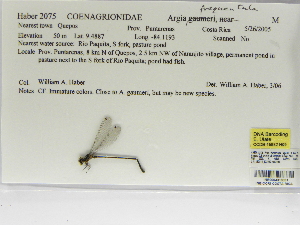 frequentula
Haber 2075 COENAGRIONIDAE Argia gaumeri, near M
Nearest town Quepos Prov. Puntarenas Costa Rica 5/26/2005
Elevation 50 m Lat 9.4887 Long -84.1193 Scanned No
Nearest water source: Rio Paquita, S fork, pasture pond
Locale Prov. Puntarenas, 8 km N of Quepos, 2.5 km NW of Naranjito village, permanent pond in
pasture next to the S fork of Rio Paquita; pond had fish.
Col William A. Haber Det. William A. Haber, 3/06
Notes CF Immature colors. Close to A. gaumeri, but may be new species.
DNA Barcoding